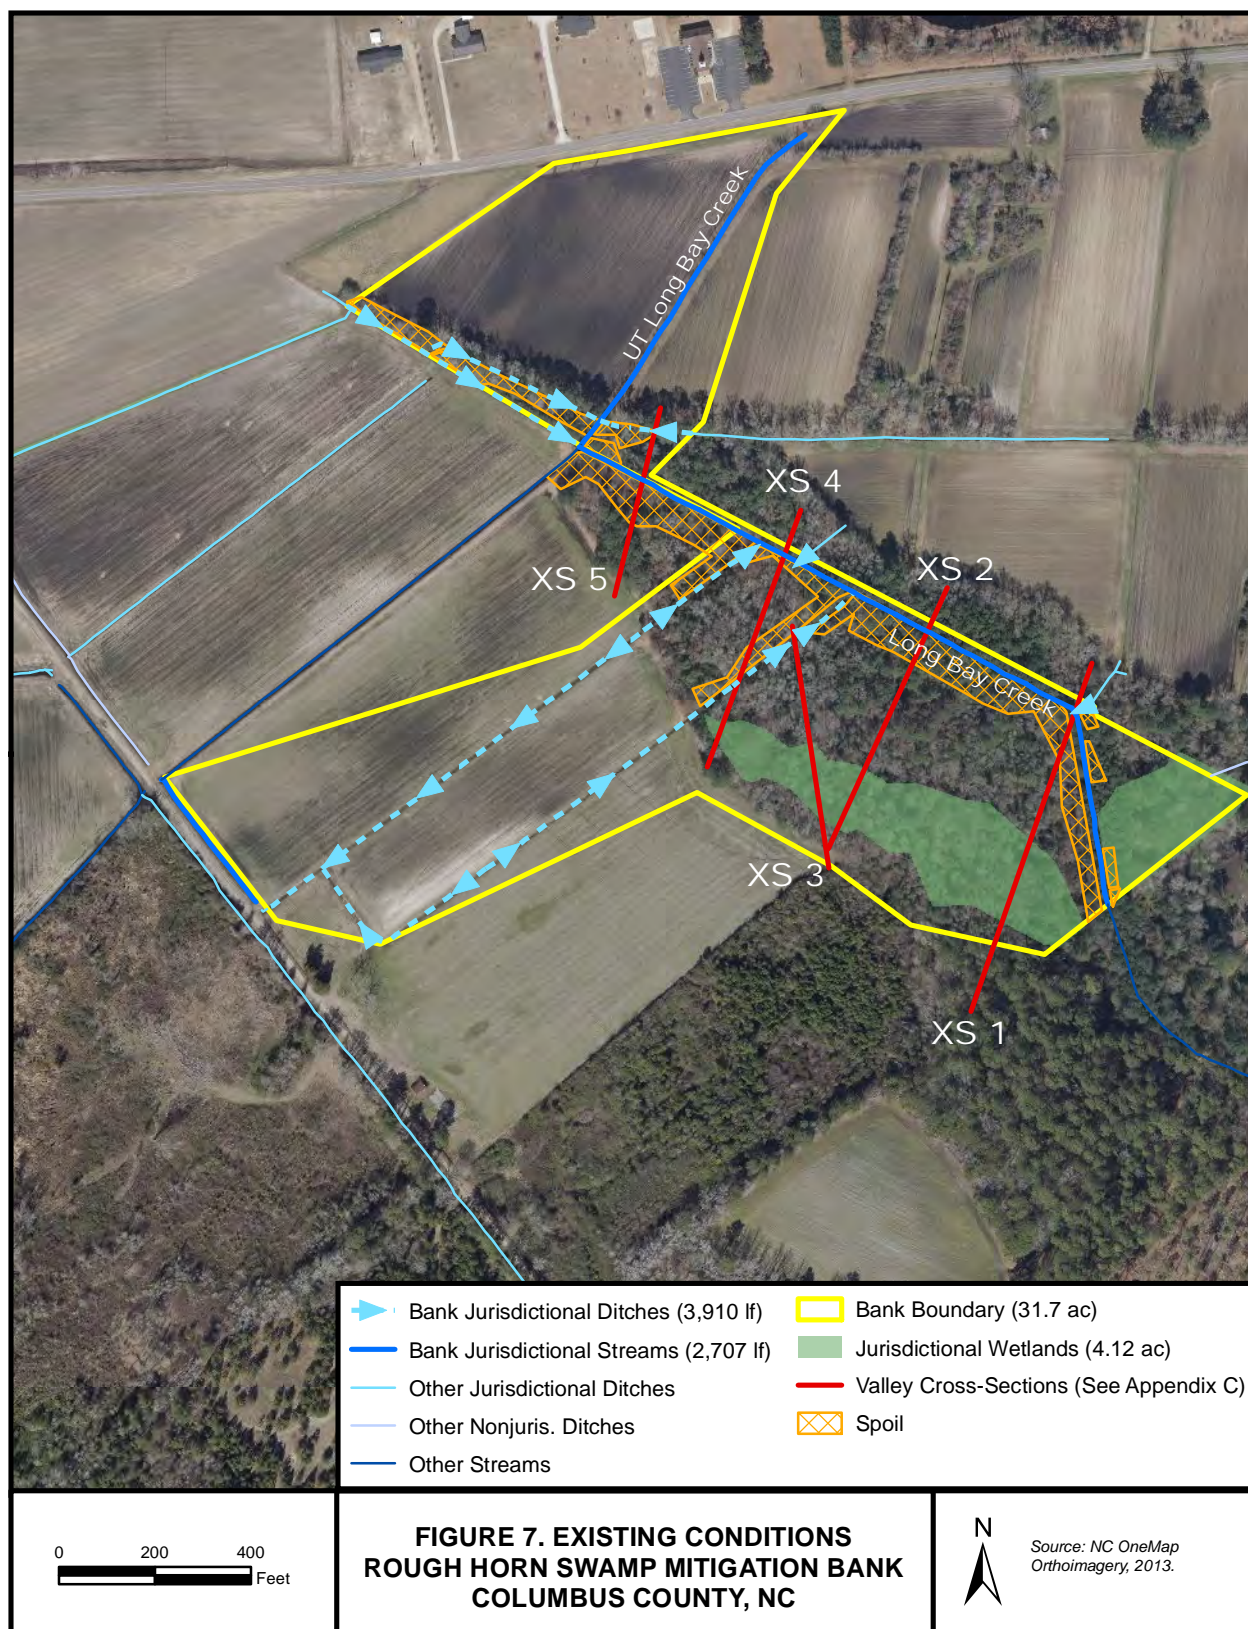 UT Long Bay Creek
XS 4
XS 2
XS 5
Long Bay Creek
XS 3
XS 1
Bank Jurisdictional Ditches (3,910 lf)
Bank Jurisdictional Streams (2,707 lf)
Other Jurisdictional Ditches
Other Nonjuris. Ditches
Other Streams
Bank Boundary (31.7 ac)
Jurisdictional Wetlands (4.12 ac)
Valley Cross-Sections (See Appendix C)
Spoil
0 200 400
Feet
FIGURE 7. EXISTING CONDITIONS
ROUGH HORN SWAMP MITIGATION BANK
COLUMBUS COUNTY, NC
N
Source: NC OneMap
Orthoimagery, 2013.